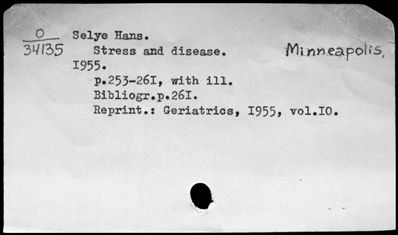 0
34135
Selye Hans.
Stress and disease.
Minneapolis,
1955.
p.253-261, with ill.
Bibliogr.p.261.
Reprint.: Geriatrics, 1955, vol.10.